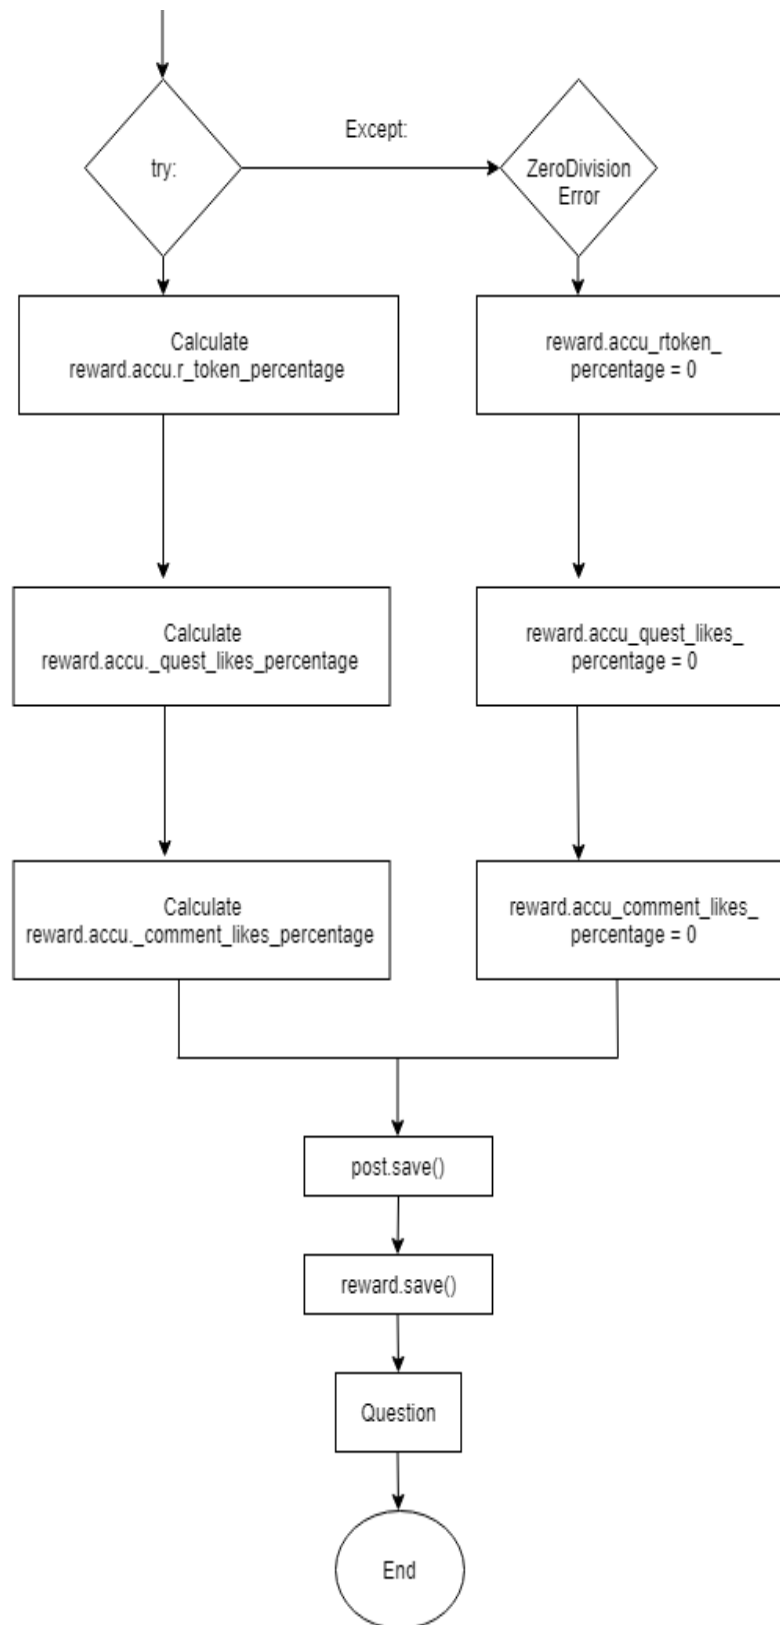 Except:
try:
ZeroDivision
Error
Calculate
reward.accu.r_token_percentage
reward.accu_rtoken_
percentage = 0
Calculate
reward.accu._quest_likes_percentage
reward.accu_quest_likes_
percentage = 0
Calculate
reward.accu._comment_likes_percentage
reward.accu_comment_likes_
percentage = 0
post.save()
reward.save()
Question
End